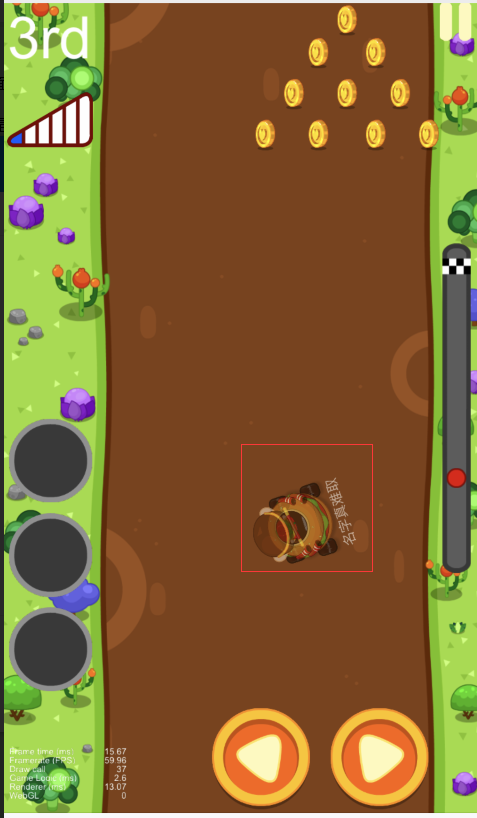 3rd
名字真难取
Frame time (ms) 15.67
Framerate (FPS) 59.96
Draw call 37
Game Logic (ms) 2.6
Renderer (ms) 13.07
WebGL 0